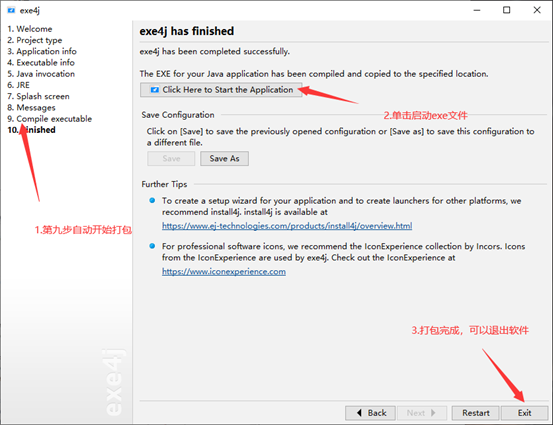 exe4j
1. Welcome
2. Project type
3. Application info
4. Executable info
5. Java invocation
6. JRE
7. Splash screen
8. Messages
9. Compile executable
10. Finished
1.第九步自动开始打包
exe4j
exe4j has finished
exe4j has been completed successfully.
The EXE for your Java application has been compiled and copied to the specified location.
Click Here to Start the Application
2.单击启动exe文件
Save Configuration
Click on [Save] to save the previously opened configuration or [Save as] to save this configuration to
a different file.
Save
Save As
Further Tips
To create a setup wizard for your application and to create launchers for other platforms, we
recommend install4j. install4j is available at
https://www.ej-technologies.com/products/install4j/overview.html
For professional software icons, we recommend the IconExperience collection by Incors. Icons
from the IconExperience are used by exe4j. Check out the IconExperience at
https://www.iconexperience.com
3.打包完成，可以退出软件
Back
Next
Restart
Exit